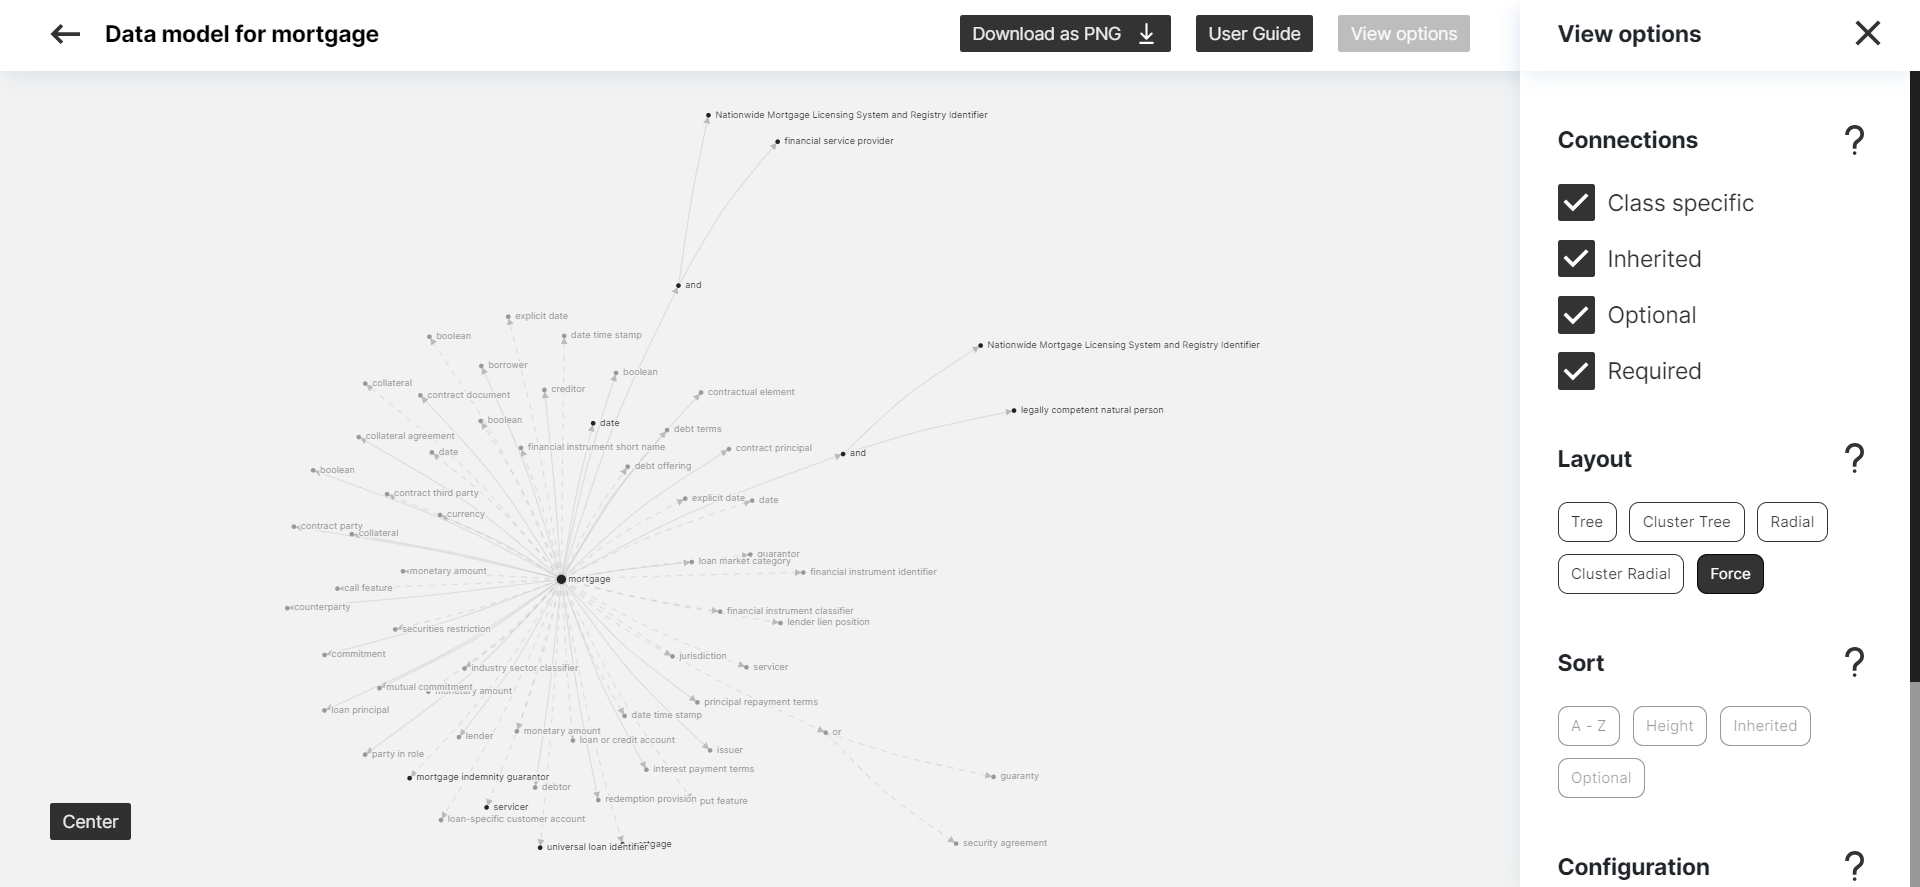 Data model for mortgage
Download as PNG
User Guide
View options
View options
Nationwide Mortgage Licensing System and Registry Identifier
financial service provider
and
explicit date
boolean
date time stamp
borrower
boolean
collateral
creditor
contract document
contractual element
boolean
date
debt terms
collateral agreement
financial instrument short name
contract principal
date
and
boolean
debt offering
Nationwide Mortgage Licensing System and Registry Identifier
legally competent natural person
contract third party
explicit date
date
currency
contract party
collateral
guarantor
loan market category
monetary amount
financial instrument identifier
mortgage
call feature
counterparty
financial instrument classifier
lender lien position
securities restriction
commitment
jurisdiction
industry sector classifier
servicer
mutual commitment
monetary amount
principal repayment terms
loan principal
date time stamp
monetary amount
or
lender
loan or credit account
issuer
party in role
interest payment terms
mortgage indemnity guarantor
guaranty
debtor
redemption provision
put feature
servicer
loan-specific customer account
universal loan identifier
security agreement
Center
Connections
?
Class specific
Inherited
Optional
Required
Layout
?
Tree
Cluster Tree
Radial
Cluster Radial
Force
Sort
?
A - Z
Height
Inherited
Optional
Configuration
?